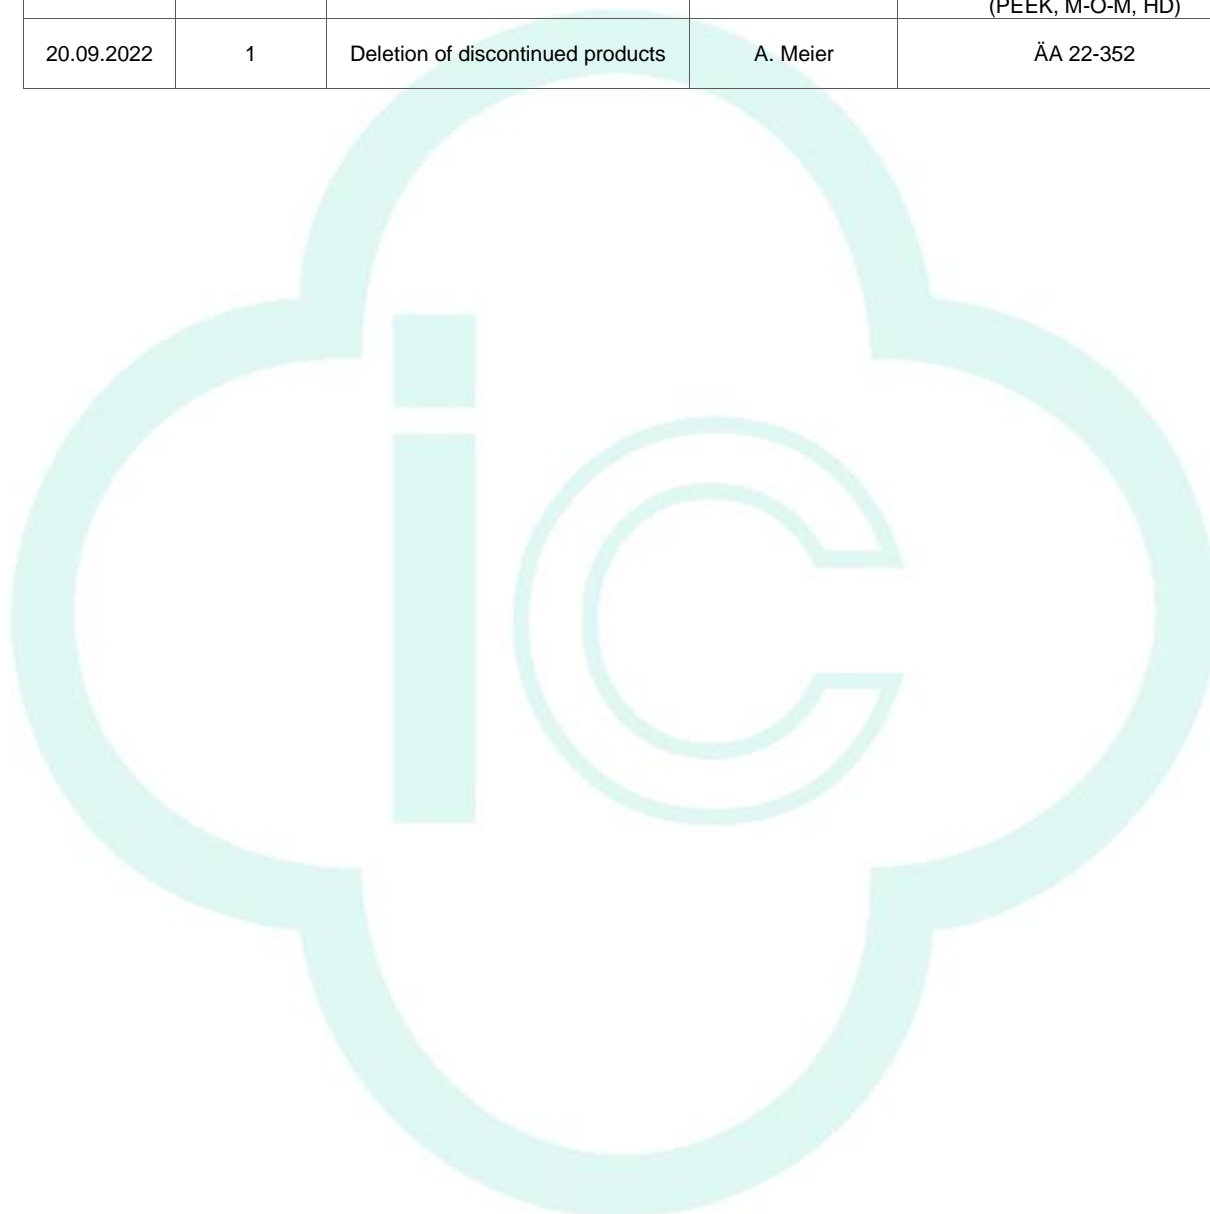 (PEEK, M-O-M, HD)
20.09.2022 1 Deletion of discontinued products A. Meier ÄA 22-352
ic